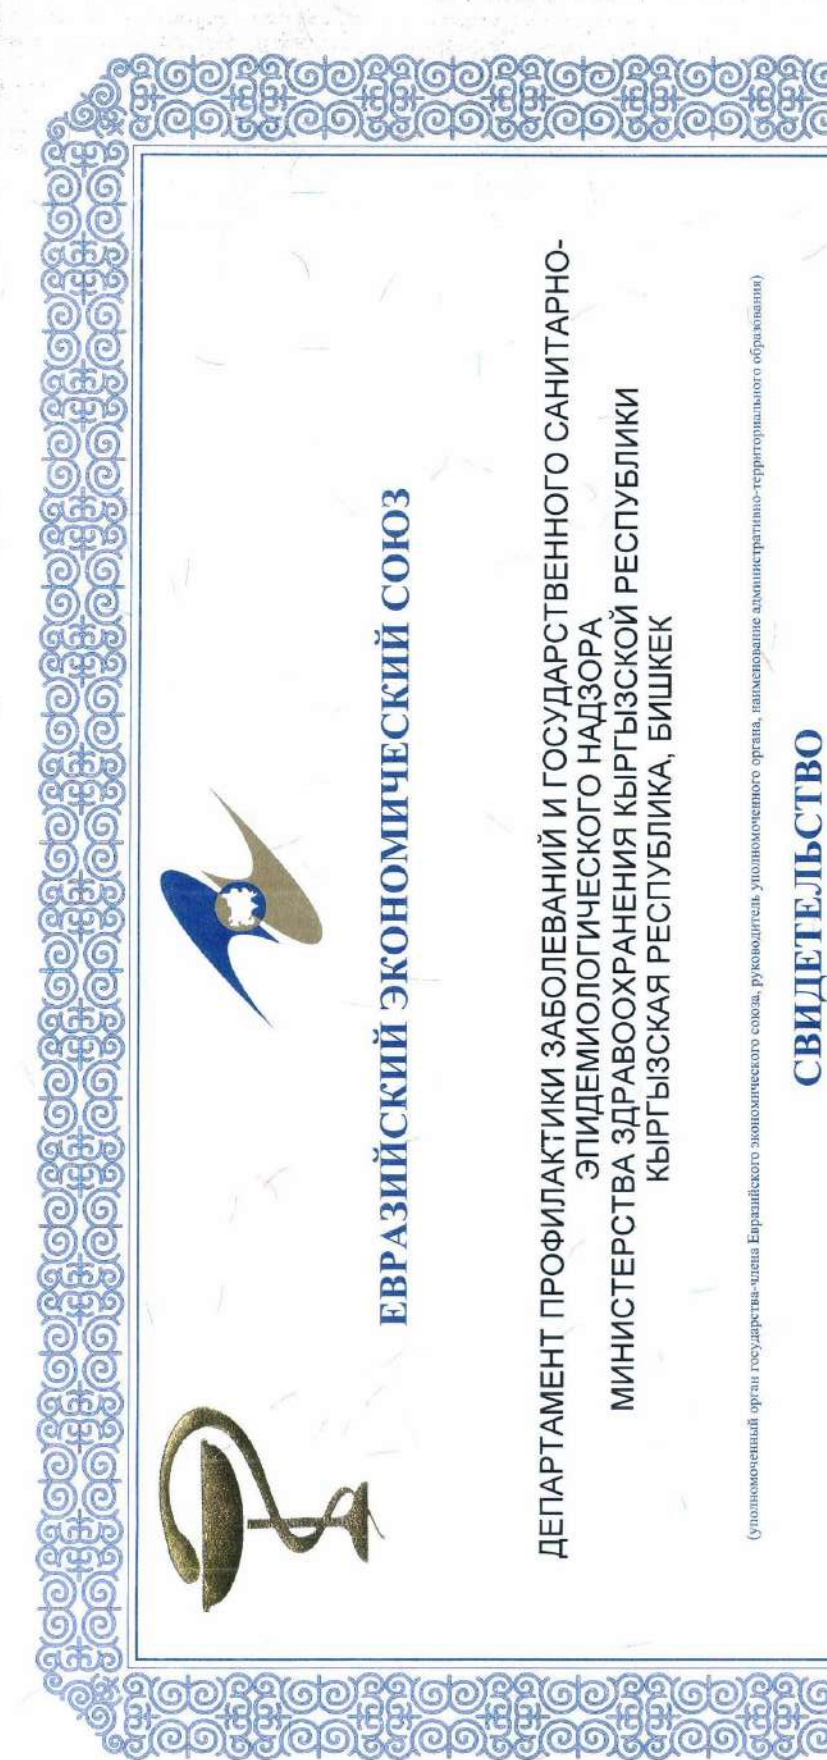 ЕВРАЗИЙСКИЙ ЭКОНОМИЧЕСКИЙ СОЮЗ
ДЕПАРТАМЕНТ ПРОФИЛАКТИКИ ЗАБОЛЕВАНИЙ И ГОСУДАРСТВЕННОГО САНИТАРНО-
ЭПИДЕМИОЛОГИЧЕСКОГО НАДЗОРА
МИНИСТЕРСТВА ЗДРАВООХРАНЕНИЯ КЫРГЫЗСКОЙ РЕСПУБЛИКИ
КЫРГЫЗСКАЯ РЕСПУБЛИКА, БИШКЕК
(уполномоченный орган государства-члена Евразийского экономического союза, руководитель уполномоченного органа, наименование административно-территориального образования)
СВИДЕТЕЛЬСТВО